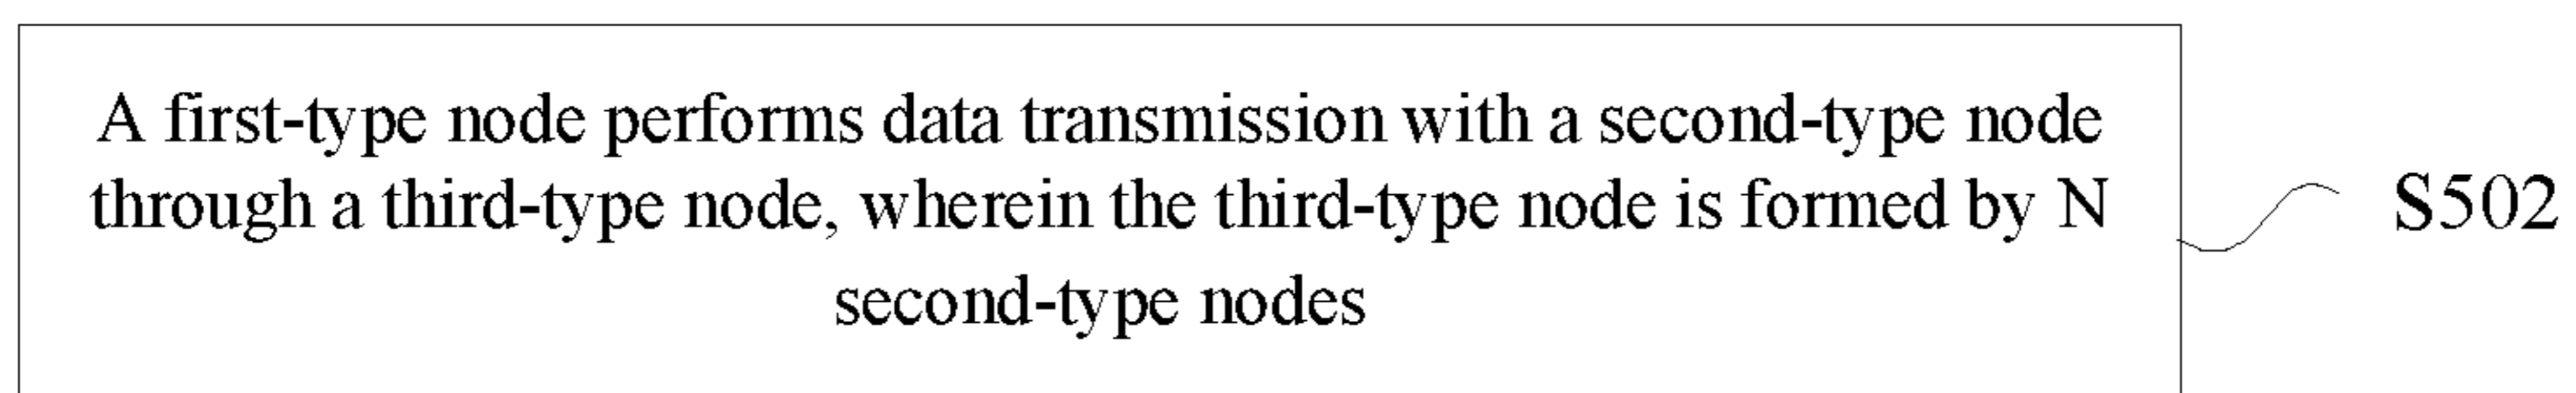 A first-type node performs data transmission with a second-type node
through a third-type node, wherein the third-type node is formed by N
second-type nodes
S502